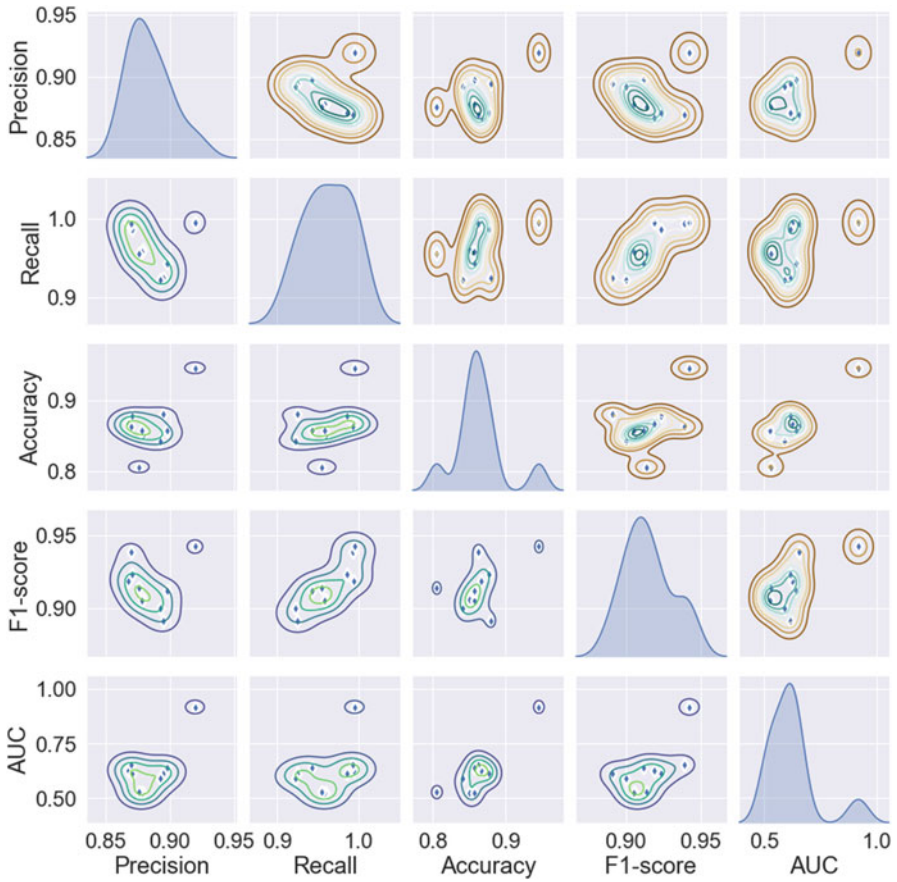 Precision
0.95
0.90
0.85
Recall
1.0
0.9
Accuracy
0.9
0.8
F1-score
0.95
0.90
AUC
1.00
0.75
0.50
0.85 0.90 0.95 0.9 1.0 0.8 0.9 0.90 0.95 0.5 1.0
Precision Recall Accuracy F1-score AUC